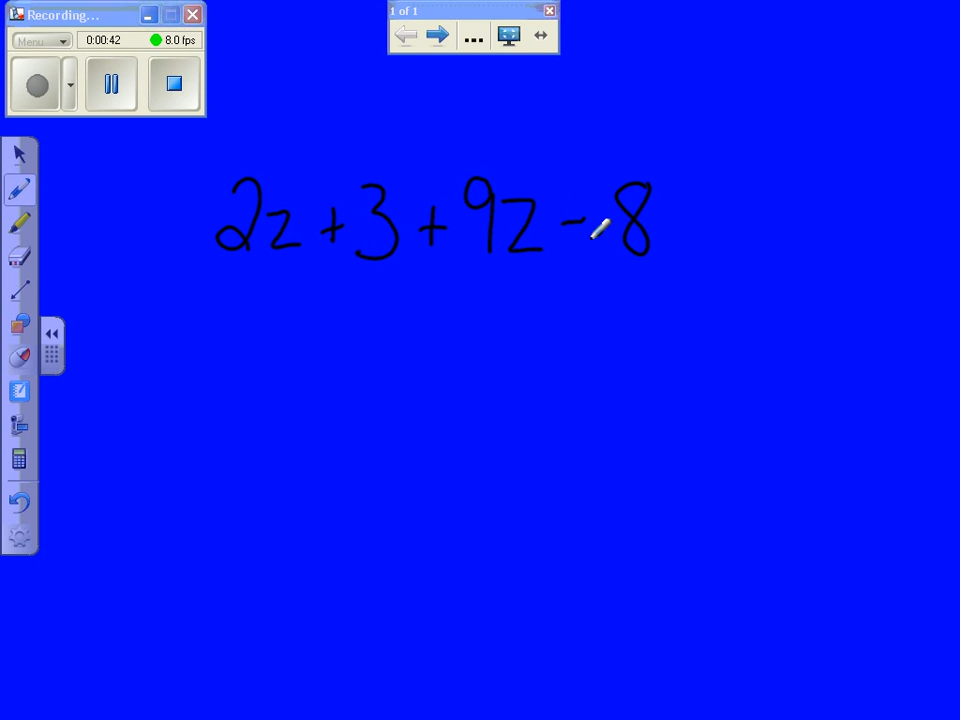 Recording...
1 of 1
Menu
0:00:42
8.0 fps
...
2z + 3 + 9z - 8